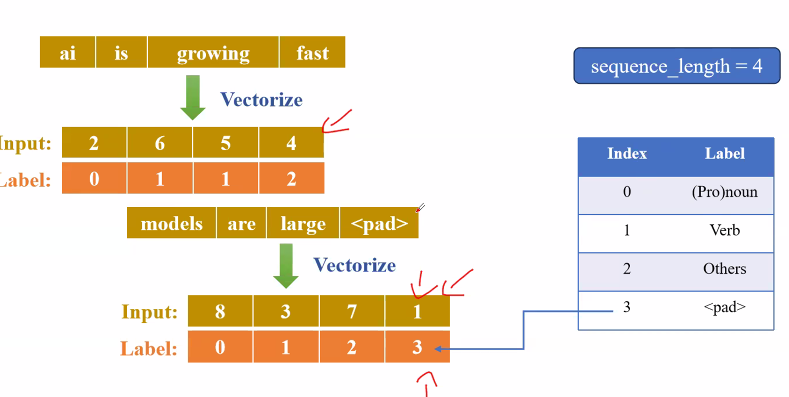 ai is growing fast
sequence_length = 4
Vectorize
Input: 2 6 5 4
Label: 0 1 1 2
models are large <pad>
Vectorize
Input: 8 3 7 1
Label: 0 1 2 3
Index Label
0 (Pro)noun
1 Verb
2 Others
3 <pad>